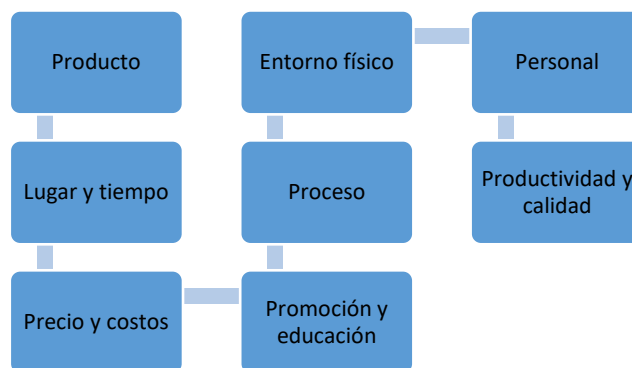 Producto
Lugar y tiempo
Precio y costos
Promoción y
educación
Proceso
Entorno físico
Personal
Productividad y
calidad